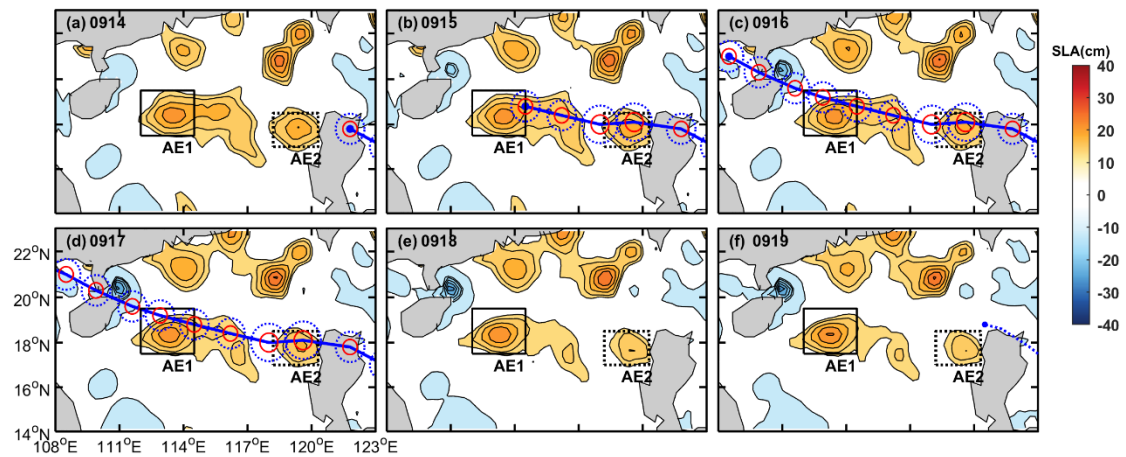 (a) 0914
(b) 0915
(c) 0916
SLA(cm)
40
30
20
10
0
-10
-20
-30
-40
AE1
AE2
AE1
AE2
AE1
AE2
(d) 0917
(e) 0918
(f) 0919
22°N
20°N
18°N
16°N
14°N
AE1
AE2
AE1
AE2
AE1
AE2
108°E 111°E 114°E 117°E 120°E 123°E